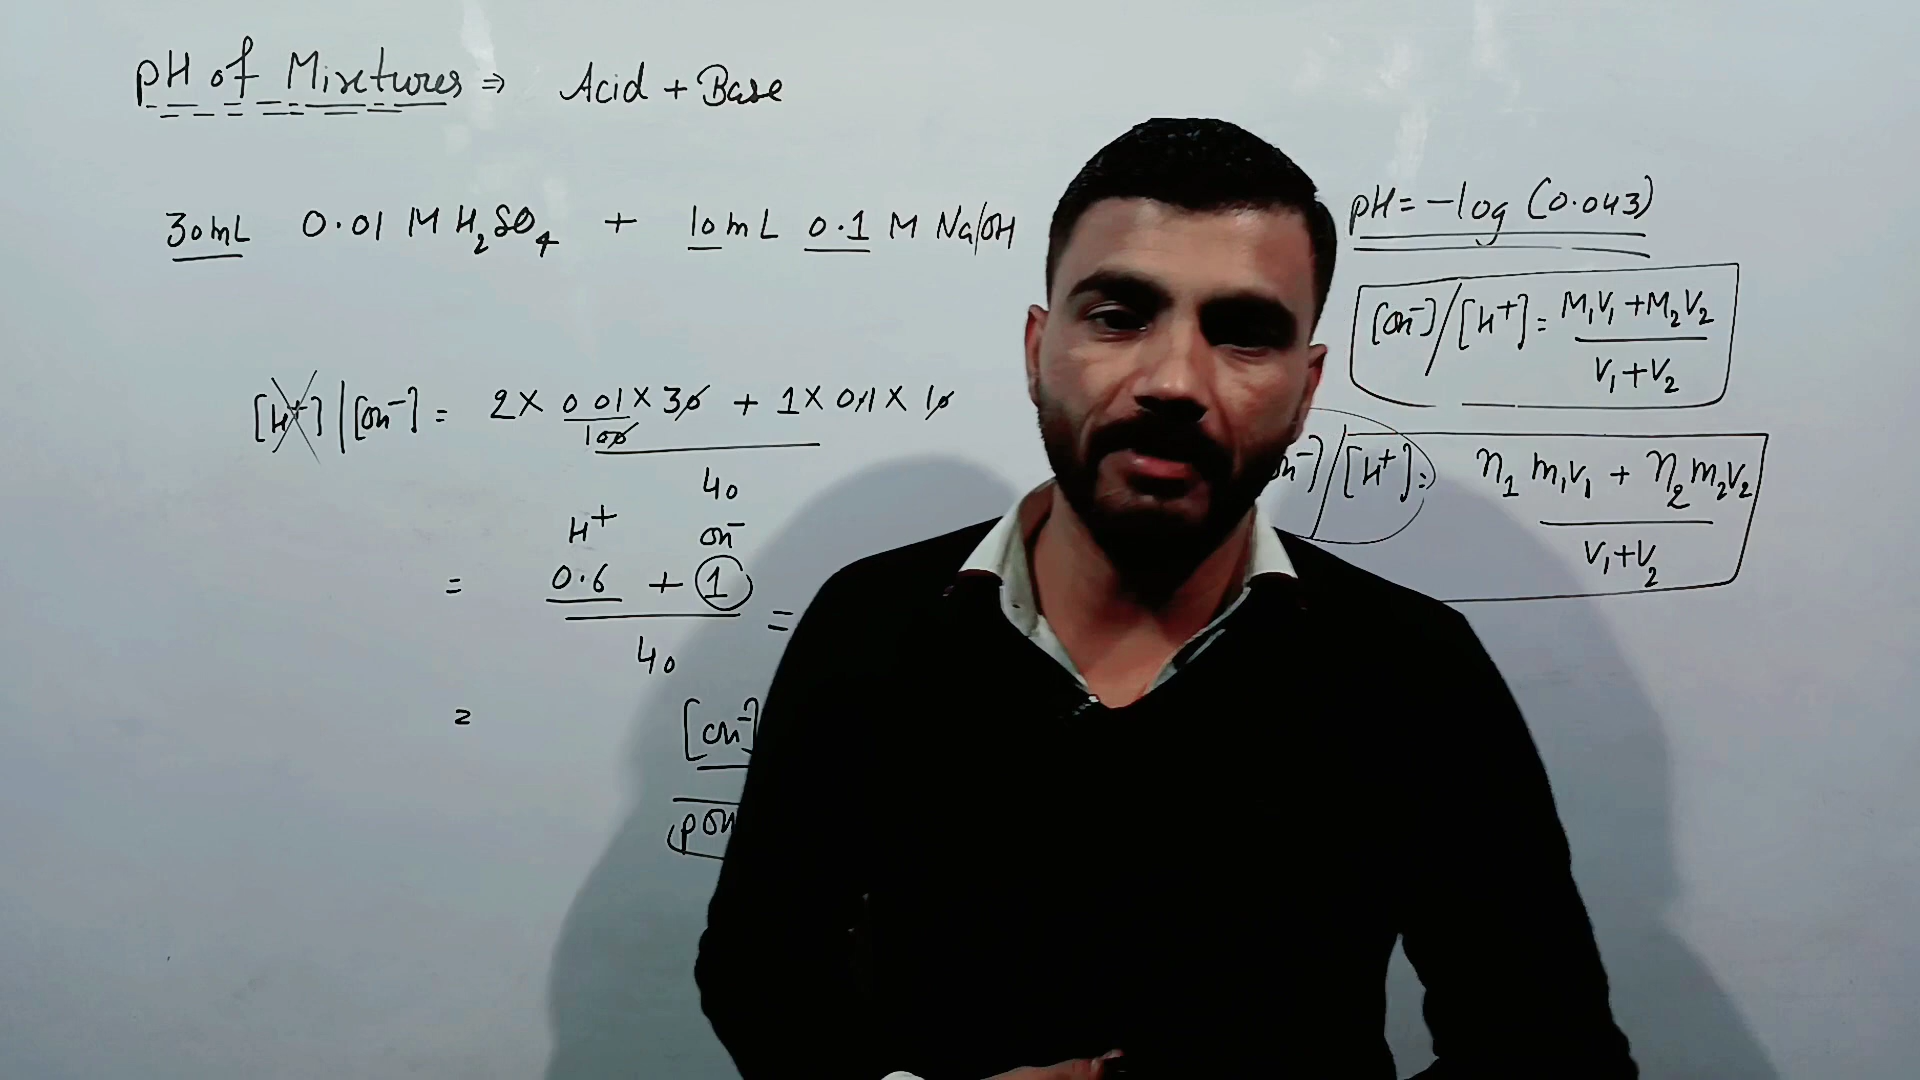 pH of Mixtures ⇒ Acid + Base
30mL 0.01 M H₂SO₄ + 10mL 0.1 M NaOH
pH = -log (0.043)
[OH⁻]/[H⁺] = M₁V₁ + M₂V₂
V₁+V₂
[H⁺] | [OH⁻] = 2 x 0.01 x 30 + 1 x 0.1 x 10
100
40
H⁺ OH⁻
= 0.6 + 1 =
40
H⁻]/[H⁺] = n₁ m₁v₁ + n₂ m₂v₂
V₁+V₂
= [OH⁻]
pOH